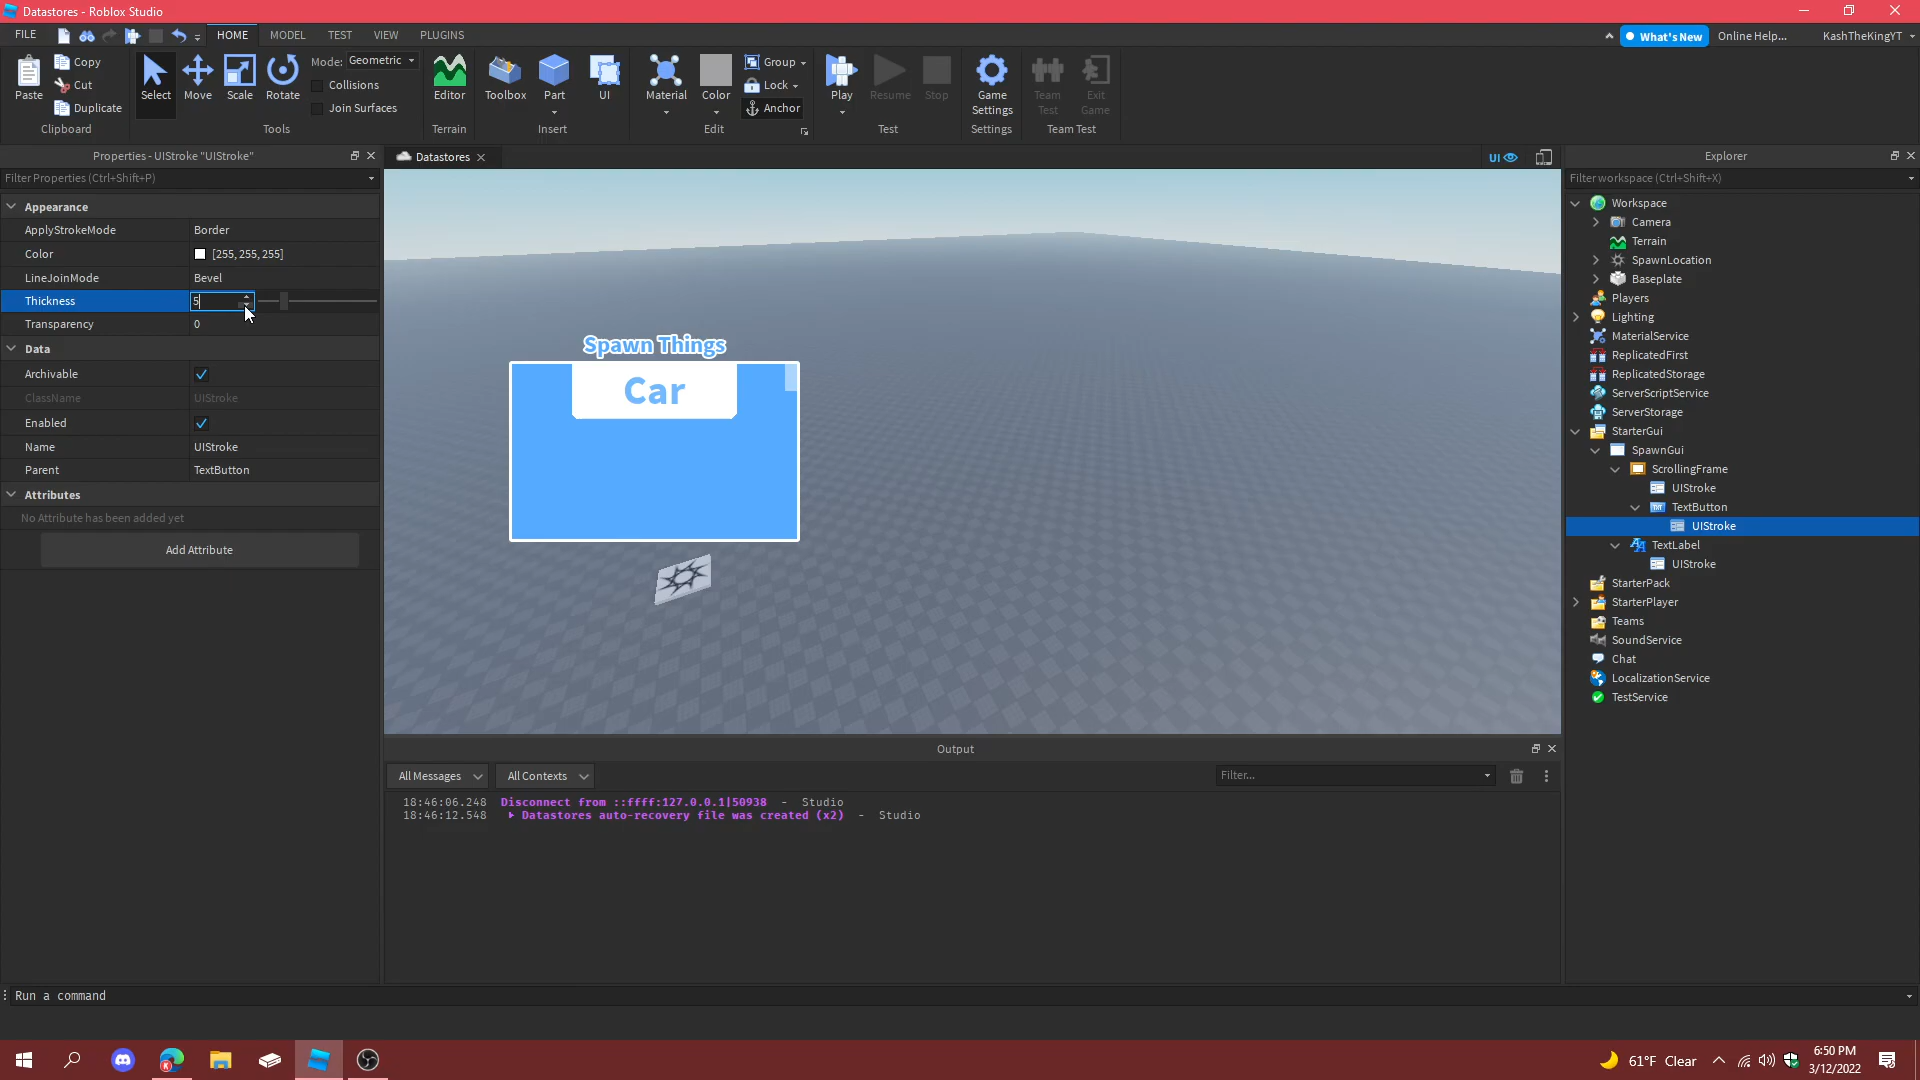 Datastores - Roblox Studio
FILE HOME MODEL TEST VIEW PLUGINS What's New Online Help... KashTheKingYT
Paste Copy Cut Duplicate Clipboard
Select Move Scale Rotate Mode: Geometric Collisions Join Surfaces Tools
Editor Terrain
Toolbox Part UI Insert
Material Color Group Lock Anchor Edit
Play Resume Stop Test
Game Settings Settings
Team Test Exit Game Team Test
Properties - UIStroke "UIStroke"
Filter Properties (Ctrl+Shift+P)
Appearance
ApplyStrokeMode Border
Color [255, 255, 255]
LineJoinMode Bevel
Thickness 5
Transparency 0
Data
Archivable
ClassName UIStroke
Enabled
Name UIStroke
Parent TextButton
Attributes
No Attribute has been added yet
Add Attribute
Datastores
UI
Spawn Things
Car
Output
All Messages All Contexts Filter...
18:46:06.248 Disconnect from ::ffff:127.0.0.1|50938 - Studio
18:46:12.548 Datastores auto-recovery file was created (x2) - Studio
Explorer
Filter workspace (Ctrl+Shift+X)
Workspace
Camera
Terrain
SpawnLocation
Baseplate
Players
Lighting
MaterialService
ReplicatedFirst
ReplicatedStorage
ServerScriptService
ServerStorage
StarterGui
SpawnGui
ScrollingFrame
UIStroke
TextButton
UIStroke
TextLabel
UIStroke
StarterPack
StarterPlayer
Teams
SoundService
Chat
LocalizationService
TestService
Run a command
61°F Clear
6:50 PM
3/12/2022